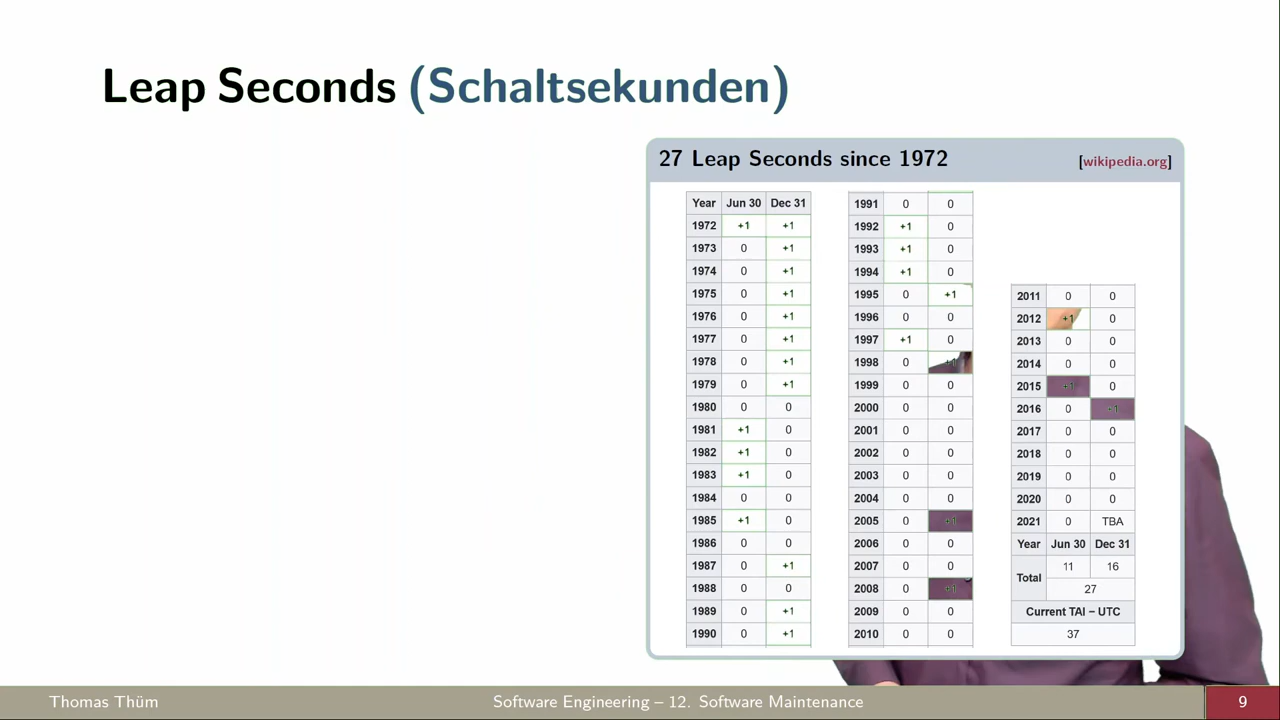 Leap Seconds (Schaltsekunden)
27 Leap Seconds since 1972 [wikipedia.org]
Year Jun 30 Dec 31
1972 +1 +1
1973 0 +1
1974 0 +1
1975 0 +1
1976 0 +1
1977 0 +1
1978 0 +1
1979 0 +1
1980 0 0
1981 +1 0
1982 +1 0
1983 +1 0
1984 0 0
1985 +1 0
1986 0 0
1987 0 +1
1988 0 0
1989 0 +1
1990 0 +1
1991 0 0
1992 +1 0
1993 +1 0
1994 +1 0
1995 0 +1
1996 0 0
1997 +1 0
1998 0 +1
1999 0 0
2000 0 0
2001 0 0
2002 0 0
2003 0 0
2004 0 0
2005 0 +1
2006 0 0
2007 0 0
2008 0 +1
2009 0 0
2010 0 0
2011 0 0
2012 +1 0
2013 0 0
2014 0 0
2015 +1 0
2016 0 +1
2017 0 0
2018 0 0
2019 0 0
2020 0 0
2021 0 TBA
Year Jun 30 Dec 31
Total 11 16
27
Current TAI − UTC
37
Thomas Thüm Software Engineering – 12. Software Maintenance 9